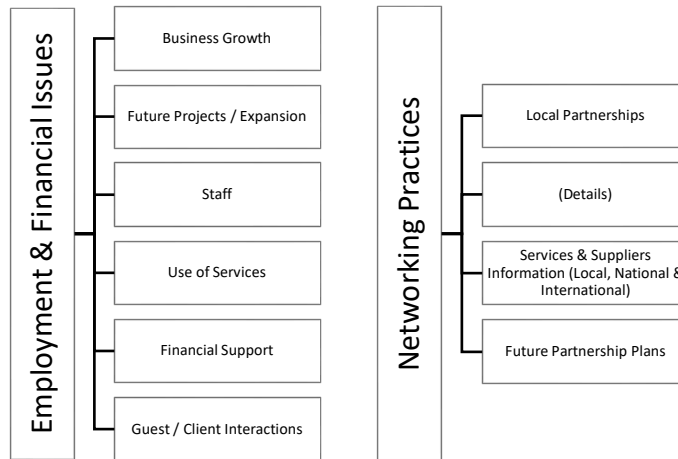 Employment & Financial Issues
Business Growth
Future Projects / Expansion
Staff
Use of Services
Financial Support
Guest / Client Interactions
Networking Practices
Local Partnerships
(Details)
Services & Suppliers
Information (Local, National &
International)
Future Partnership Plans